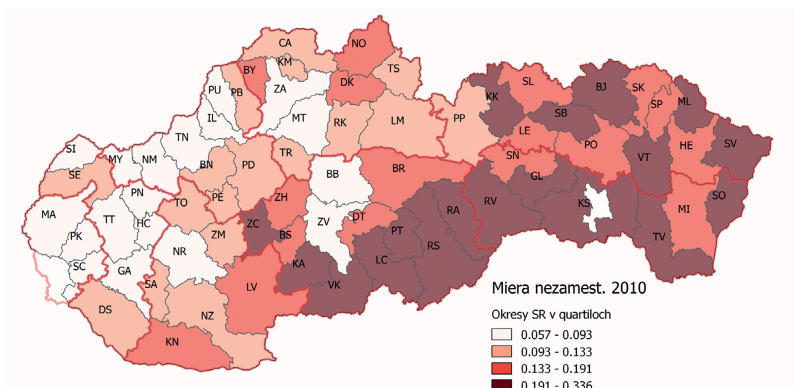 CA
NO
KM
BY
TS
PU
PB
ZA
DK
KK
SL
BJ
SK
SP
ML
IL
MT
RK
LM
PP
SB
TN
LE
PO
HE
SV
SI
MY
NM
BN
PD
TR
BB
BR
SN
VT
SE
GL
PN
PE
ZH
RV
KS
MI
SO
MA
TT
HC
TO
ZC
DT
RA
PK
ZM
BS
ZV
PT
NR
RS
TV
SC
GA
SA
KA
LC
LV
VK
DS
NZ
KN
Miera nezamest. 2010
Okresy SR v quartiloch
0.057 - 0.093
0.093 - 0.133
0.133 - 0.191
0.191 - 0.336